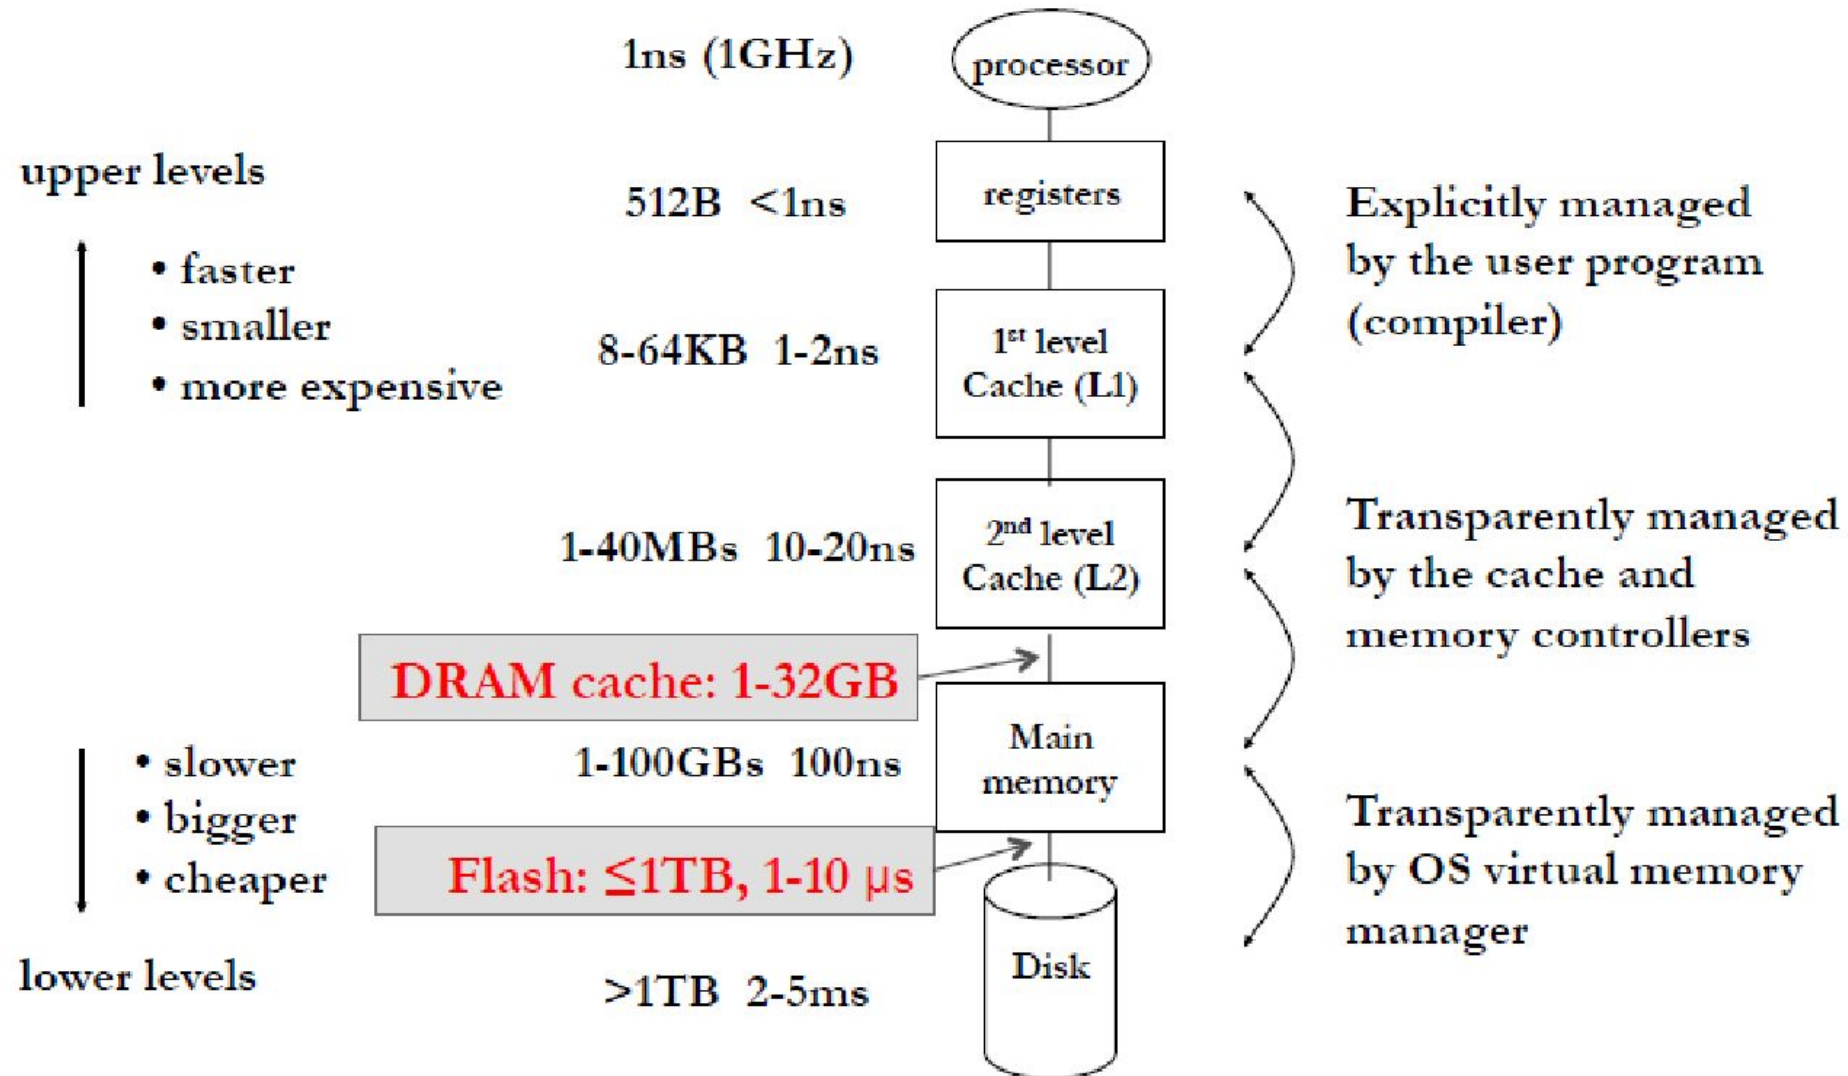 1ns (1GHz)
processor
upper levels
512B <1ns
registers
Explicitly managed
by the user program
(compiler)
• faster
• smaller
• more expensive
8-64KB 1-2ns
1st level
Cache (L1)
1-40MBs 10-20ns
2nd level
Cache (L2)
Transparently managed
by the cache and
memory controllers
DRAM cache: 1-32GB
1-100GBs 100ns
Main
memory
• slower
• bigger
• cheaper
Flash: ≤1TB, 1-10 μs
Transparently managed
by OS virtual memory
manager
lower levels
>1TB 2-5ms
Disk